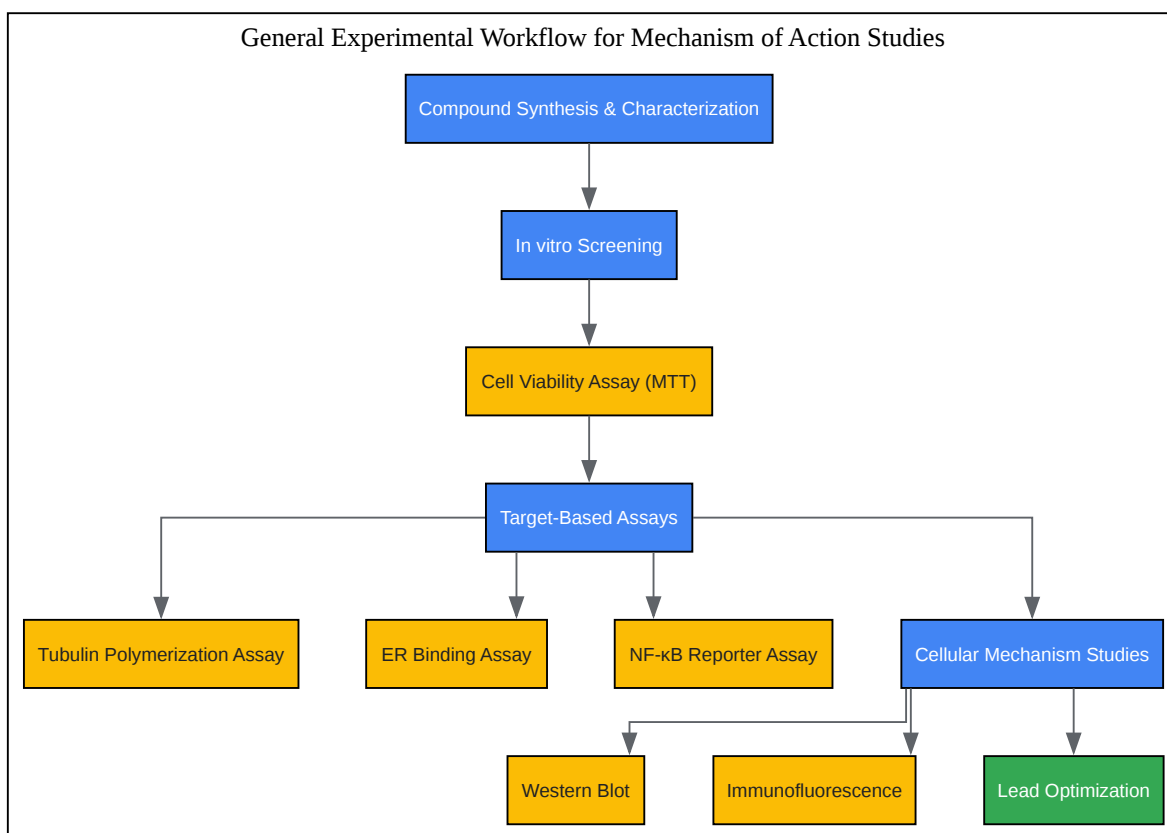 General Experimental Workflow for Mechanism of Action Studies
Compound Synthesis & Characterization
In vitro Screening
Cell Viability Assay (MTT)
Target-Based Assays
Tubulin Polymerization Assay
ER Binding Assay
NF-κB Reporter Assay
Cellular Mechanism Studies
Western Blot
Immunofluorescence
Lead Optimization